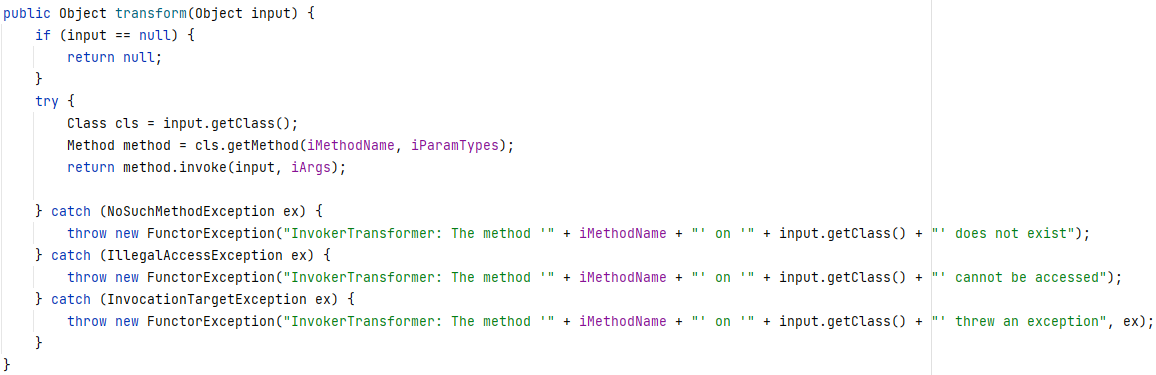 public Object transform(Object input) {
    if (input == null) {
        return null;
    }
    try {
        Class cls = input.getClass();
        Method method = cls.getMethod(iMethodName, iParamTypes);
        return method.invoke(input, iArgs);

    } catch (NoSuchMethodException ex) {
        throw new FunctorException("InvokerTransformer: The method '" + iMethodName + "' on '" + input.getClass() + "' does not exist");
    } catch (IllegalAccessException ex) {
        throw new FunctorException("InvokerTransformer: The method '" + iMethodName + "' on '" + input.getClass() + "' cannot be accessed");
    } catch (InvocationTargetException ex) {
        throw new FunctorException("InvokerTransformer: The method '" + iMethodName + "' on '" + input.getClass() + "' threw an exception", ex);
    }
}